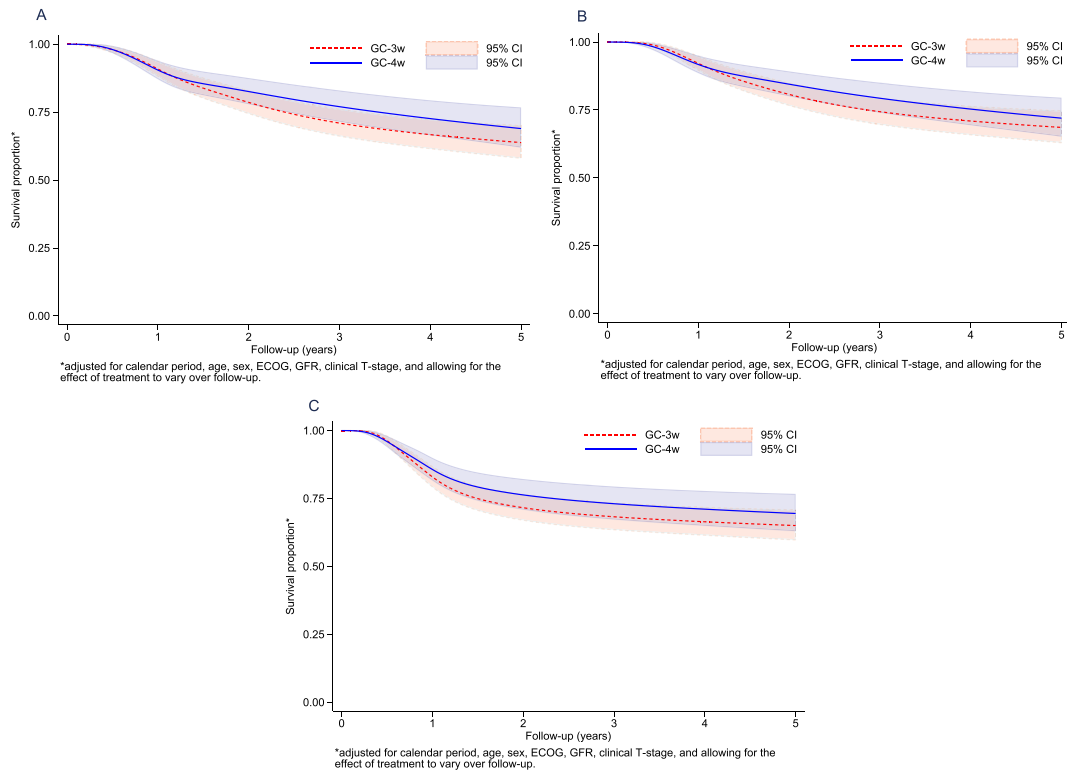 A
1.00
0.75
0.50
0.25
0.00
Survival proportion*
GC-3w
GC-4w
95% CI
95% CI
0 1 2 3 4 5
Follow-up (years)
*adjusted for calendar period, age, sex, ECOG, GFR, clinical T-stage, and allowing for the
effect of treatment to vary over follow-up.
B
1.00
0.75
0.50
0.25
0.00
Survival proportion*
GC-3w
GC-4w
95% CI
95% CI
0 1 2 3 4 5
Follow-up (years)
*adjusted for calendar period, age, sex, ECOG, GFR, clinical T-stage, and allowing for the
effect of treatment to vary over follow-up.
C
1.00
0.75
0.50
0.25
0.00
Survival proportion*
GC-3w
GC-4w
95% CI
95% CI
0 1 2 3 4 5
Follow-up (years)
*adjusted for calendar period, age, sex, ECOG, GFR, clinical T-stage, and allowing for the
effect of treatment to vary over follow-up.